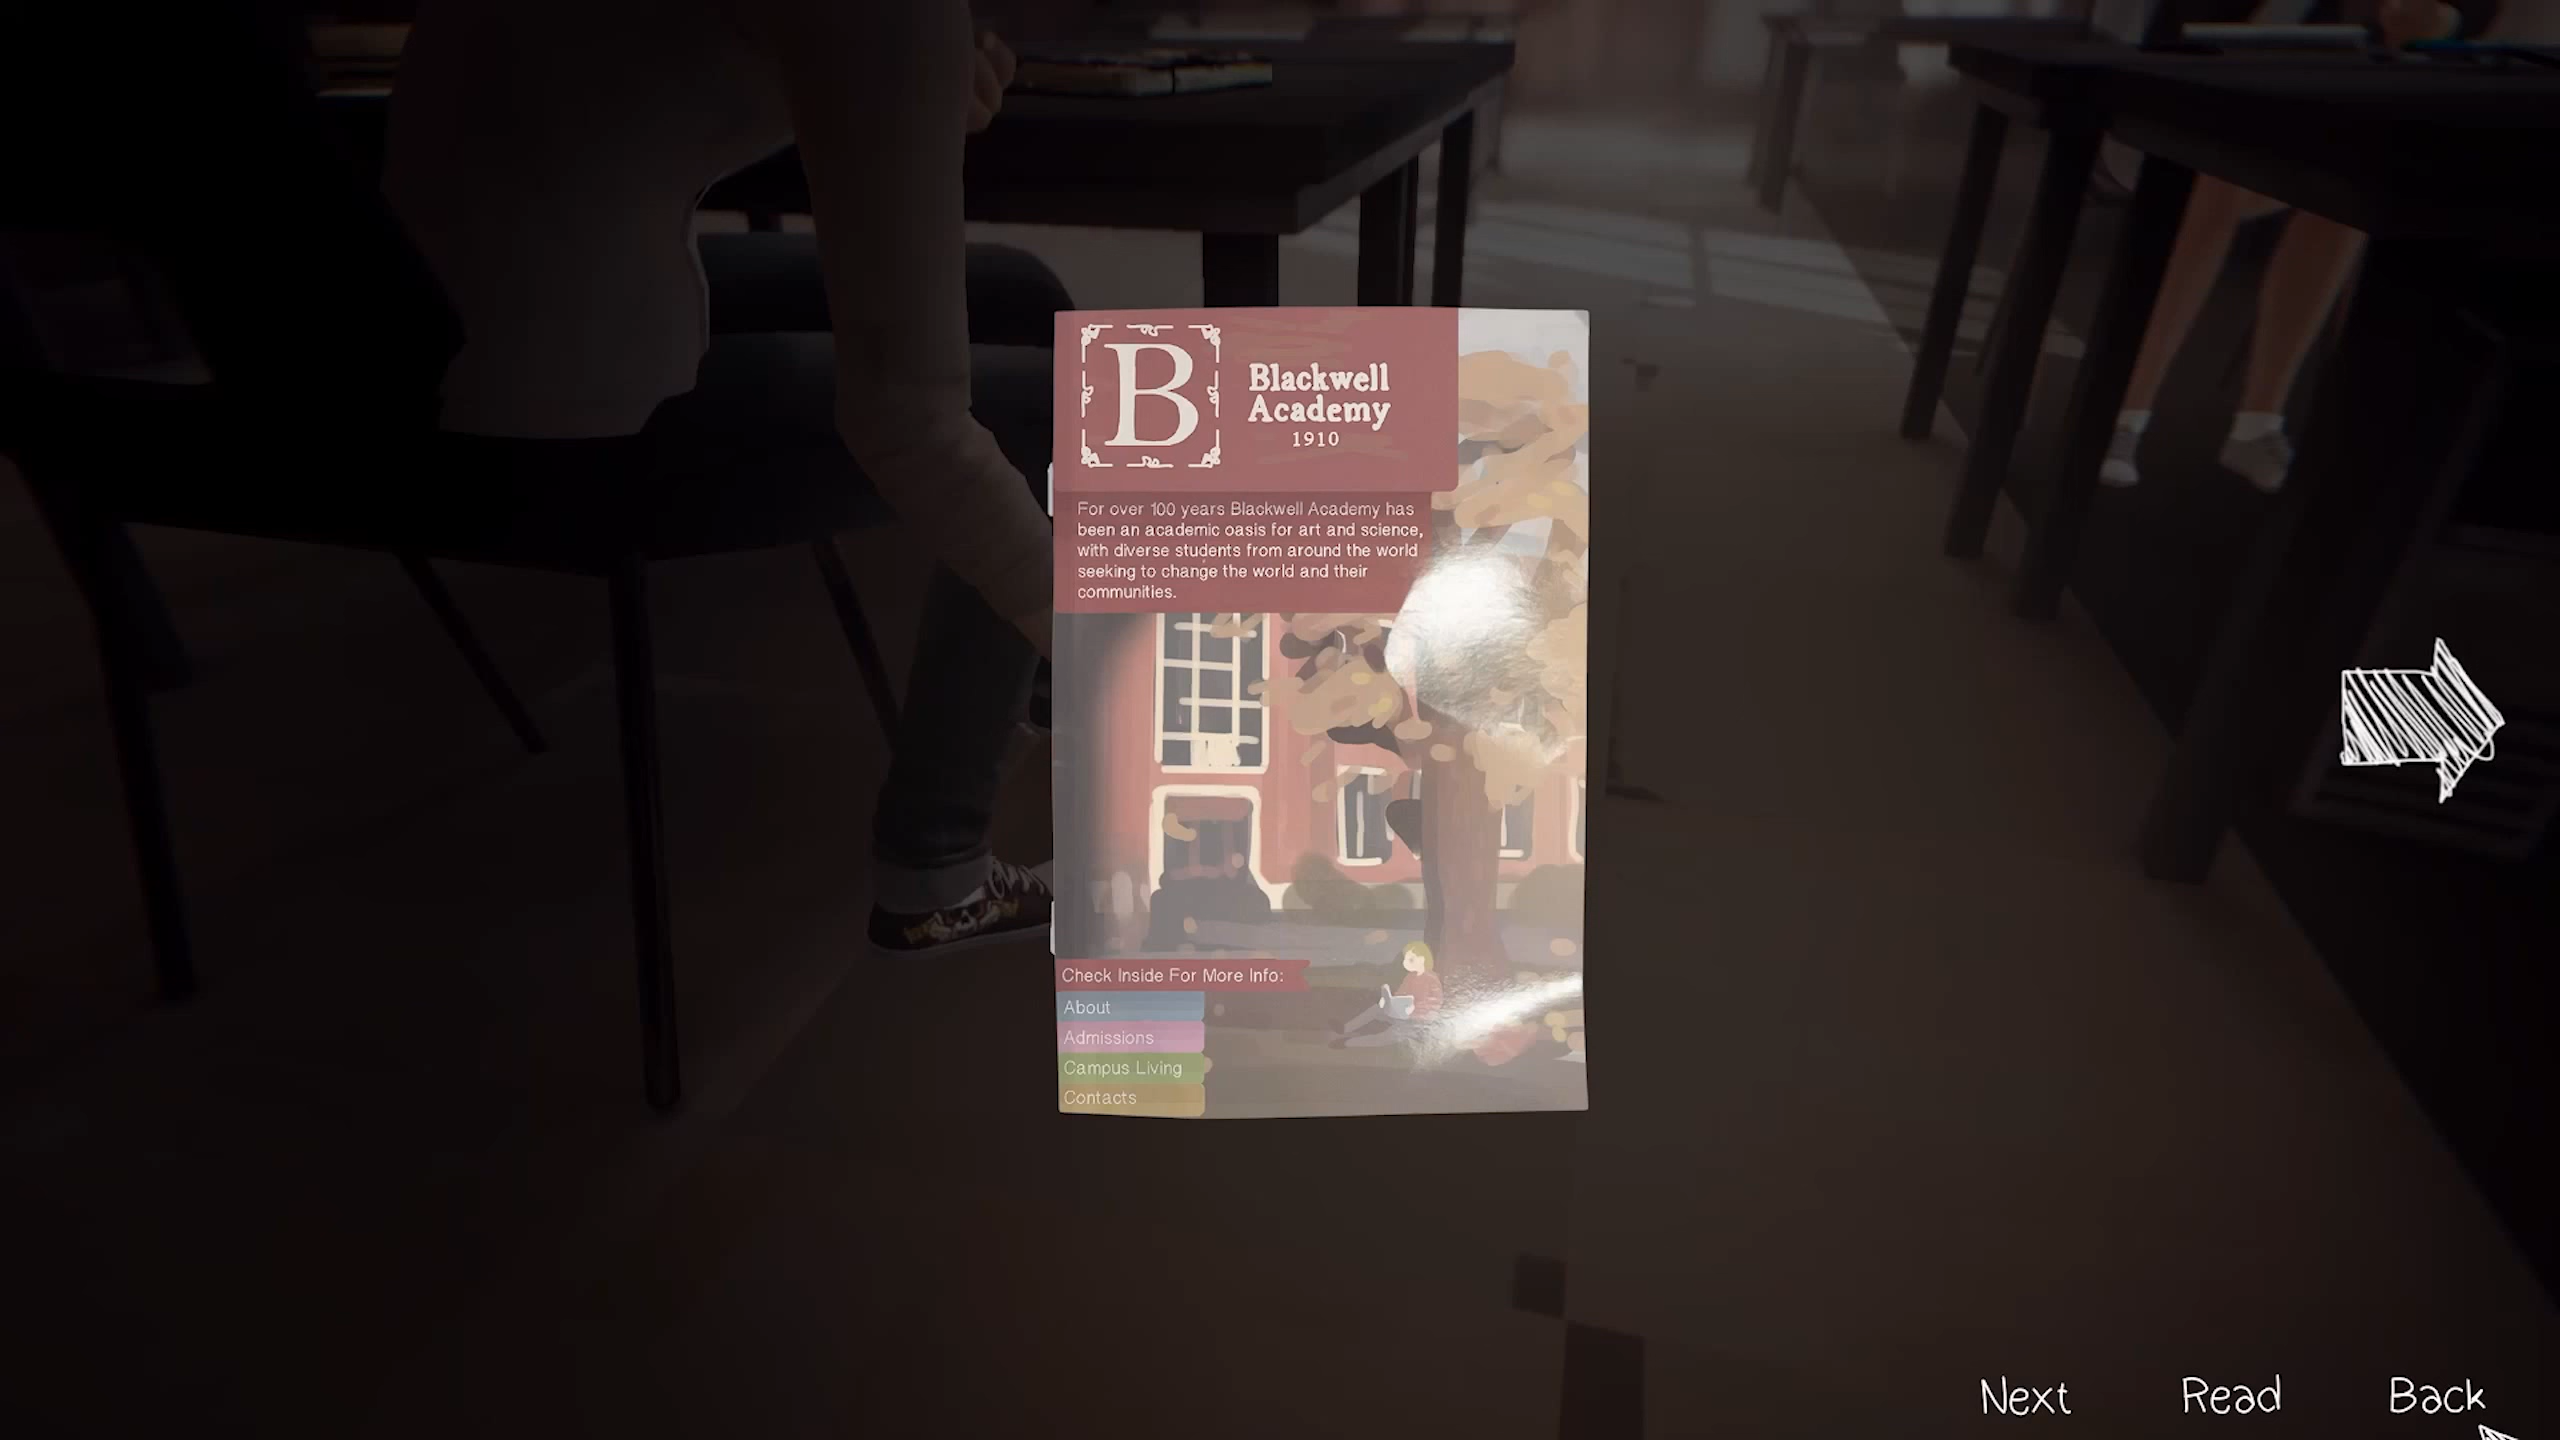 B
Blackwell
Academy
1910
For over 100 years Blackwell Academy has
been an academic oasis for art and science,
with diverse students from around the world
seeking to change the world and their
communities.
Check Inside For More Info:
About
Admissions
Campus Living
Contacts
Next
Read
Back